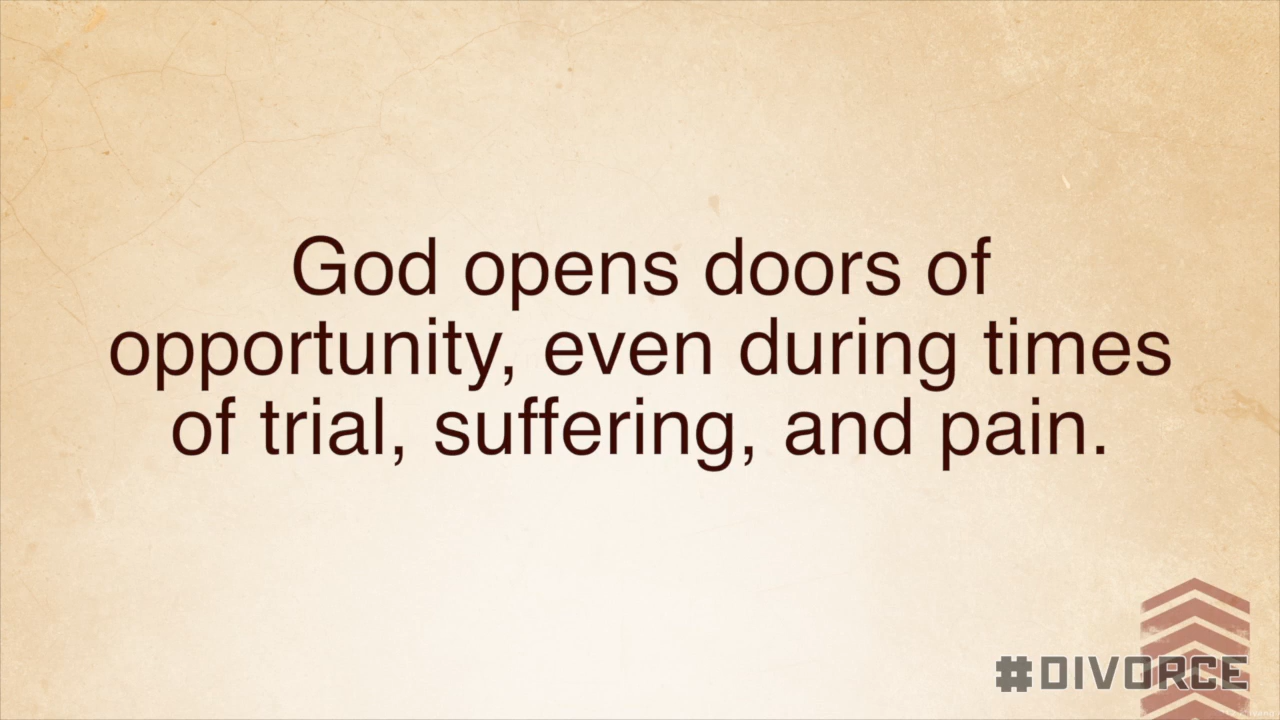 God opens doors of
opportunity, even during times
of trial, suffering, and pain.
#DIVORCE